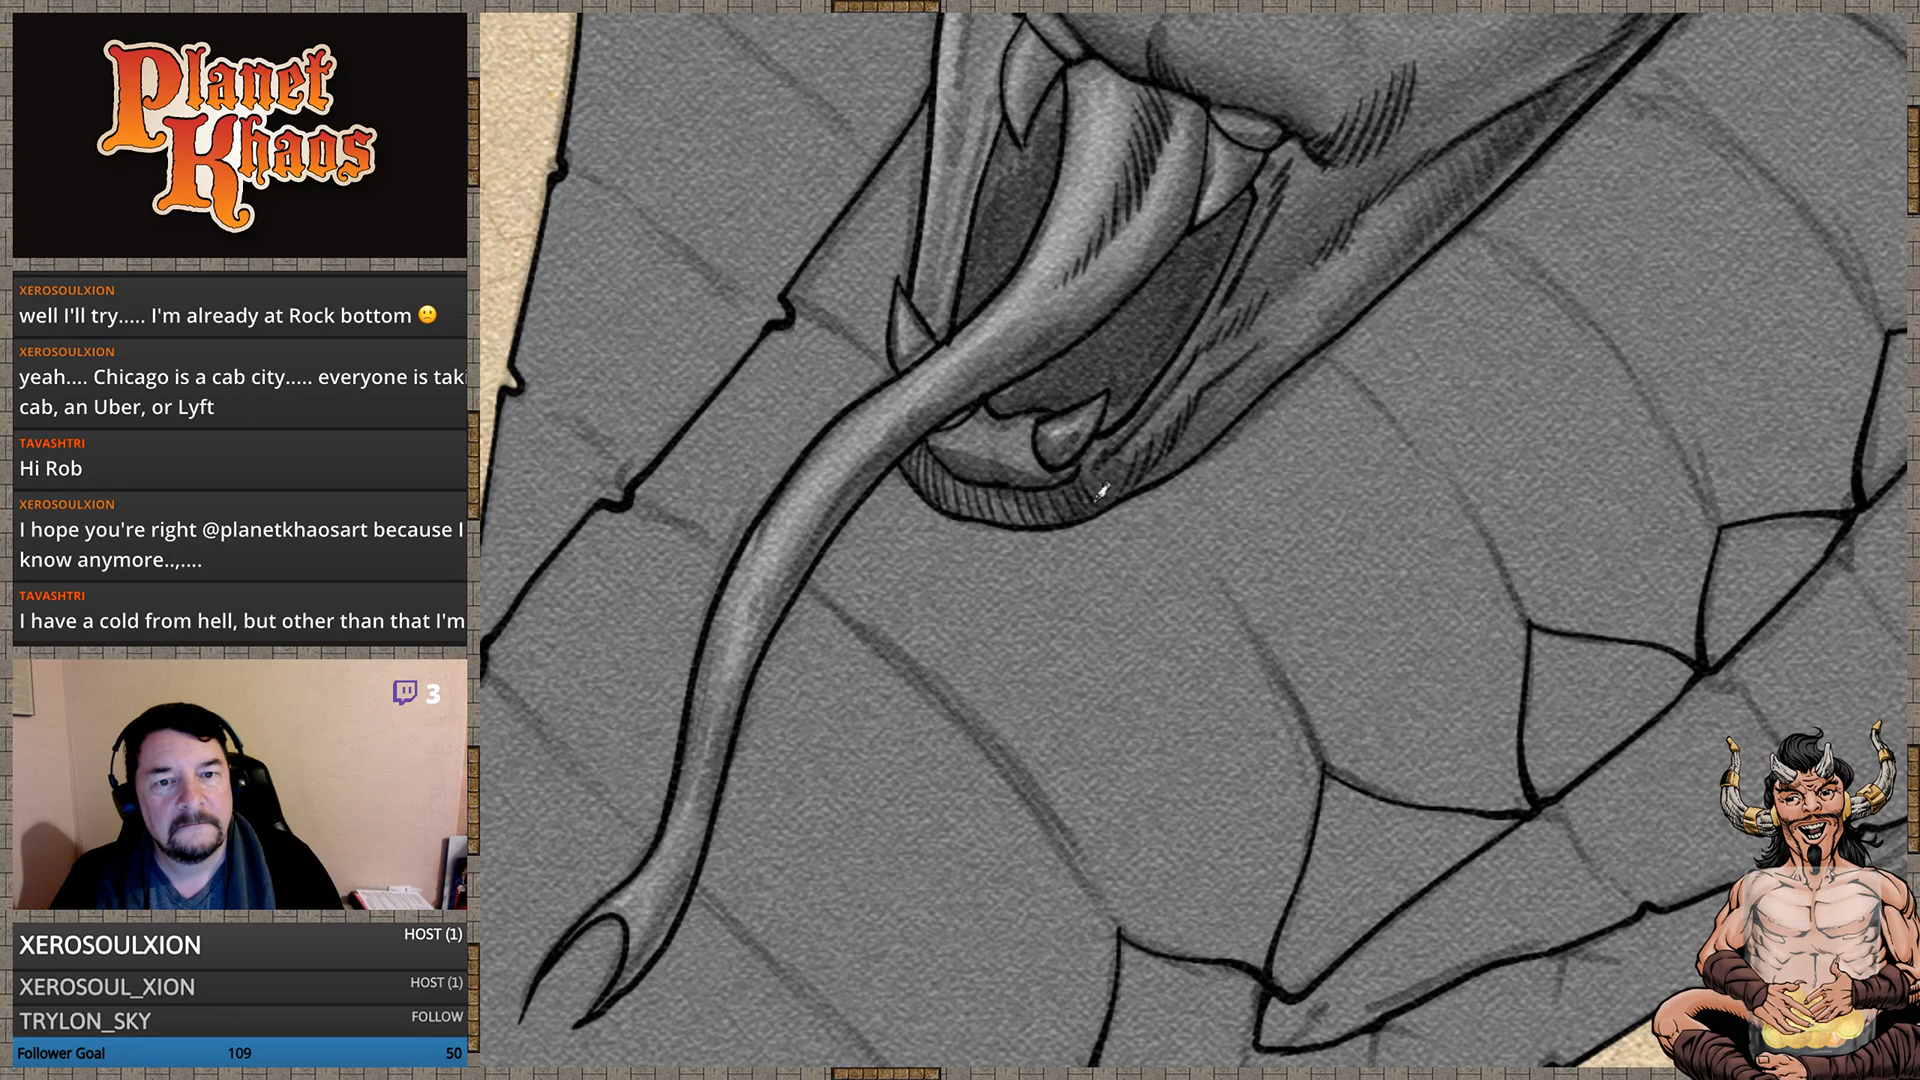 Planet
Khaos
XEROSOULXION
well I'll try..... I'm already at Rock bottom 🙁
XEROSOULXION
yeah.... Chicago is a cab city..... everyone is taki
cab, an Uber, or Lyft
TAVASHTRI
Hi Rob
XEROSOULXION
I hope you're right @planetkhaosart because I
know anymore..,....
TAVASHTRI
I have a cold from hell, but other than that I'm
3
XEROSOULXION HOST (1)
XEROSOUL_XION HOST (1)
TRYLON_SKY FOLLOW
Follower Goal 109 50